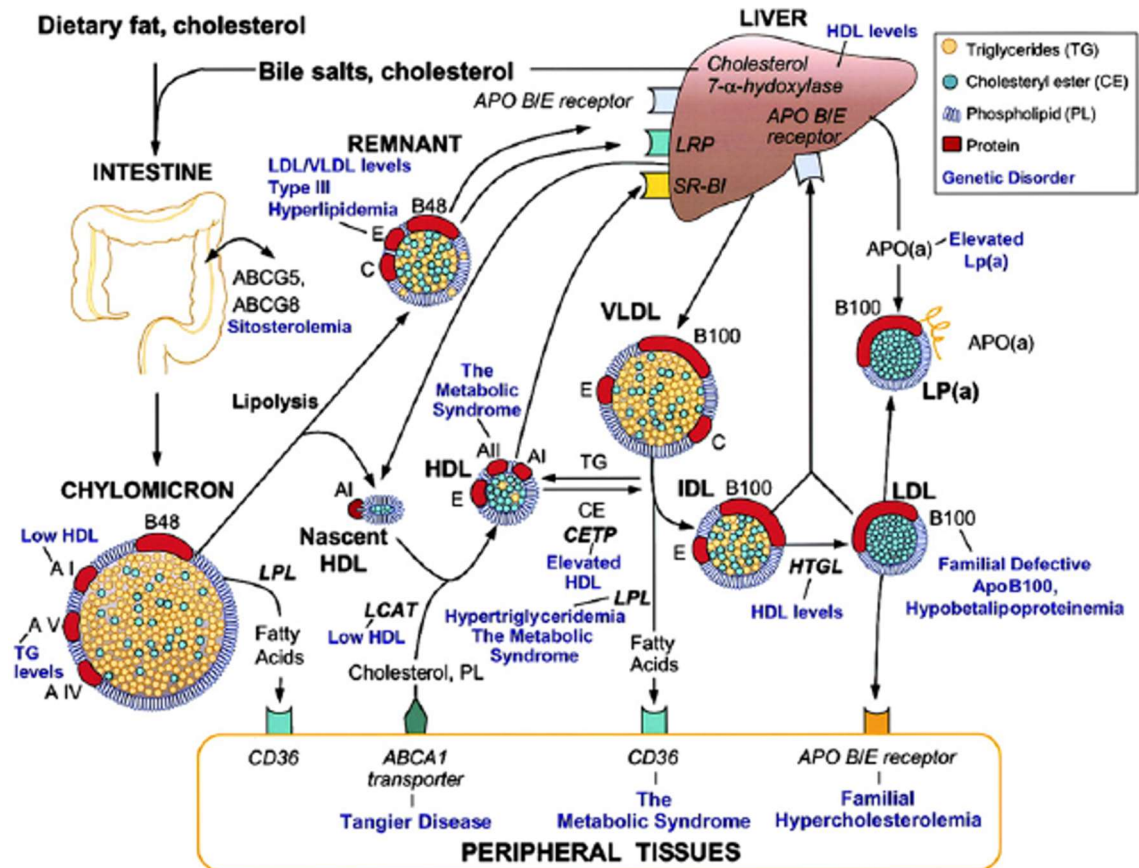 Dietary fat, cholesterol
LIVER
HDL levels
Triglycerides (TG)
Cholesteryl ester (CE)
Phospholipid (PL)
Protein
Genetic Disorder
Bile salts, cholesterol
Cholesterol
7-α-hydoxylase
APO B/E receptor
APO B/E
receptor
LRP
SR-BI
INTESTINE
REMNANT
LDL/VLDL levels
Type III
Hyperlipidemia
B48
E
C
ABCG5,
ABCG8
Sitosterolemia
APO(a)
Elevated
Lp(a)
VLDL
B100
E
C
B100
APO(a)
LP(a)
Lipolysis
The
Metabolic
Syndrome
AII
AI
HDL
E
TG
CE
CETP
Elevated
HDL
IDL
B100
E
LDL
B100
Familial Defective
ApoB100,
Hypobetalipoproteinemia
HTGL
HDL levels
CHYLOMICRON
B48
Low HDL
A I
A V
TG
levels
A IV
LPL
Fatty
Acids
AI
Nascent
HDL
LCAT
Low HDL
Cholesterol, PL
LPL
Hypertriglyceridemia
The Metabolic
Syndrome
Fatty
Acids
CD36
ABCA1
transporter
Tangier Disease
CD36
The
Metabolic Syndrome
APO B/E receptor
Familial
Hypercholesterolemia
PERIPHERAL TISSUES